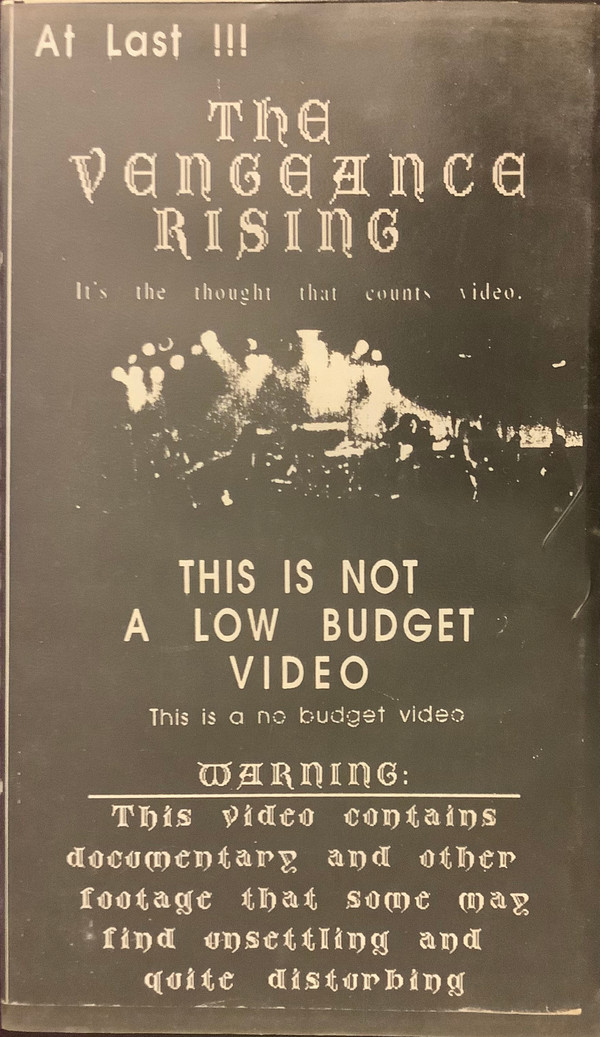 At Last !!!
THE
VENGEANCE
RISING
It's the thought that counts video.
THIS IS NOT
A LOW BUDGET
VIDEO
This is a no budget video
WARNING:
This video contains
documentary and other
footage that some may
find unsettling and
quite disturbing